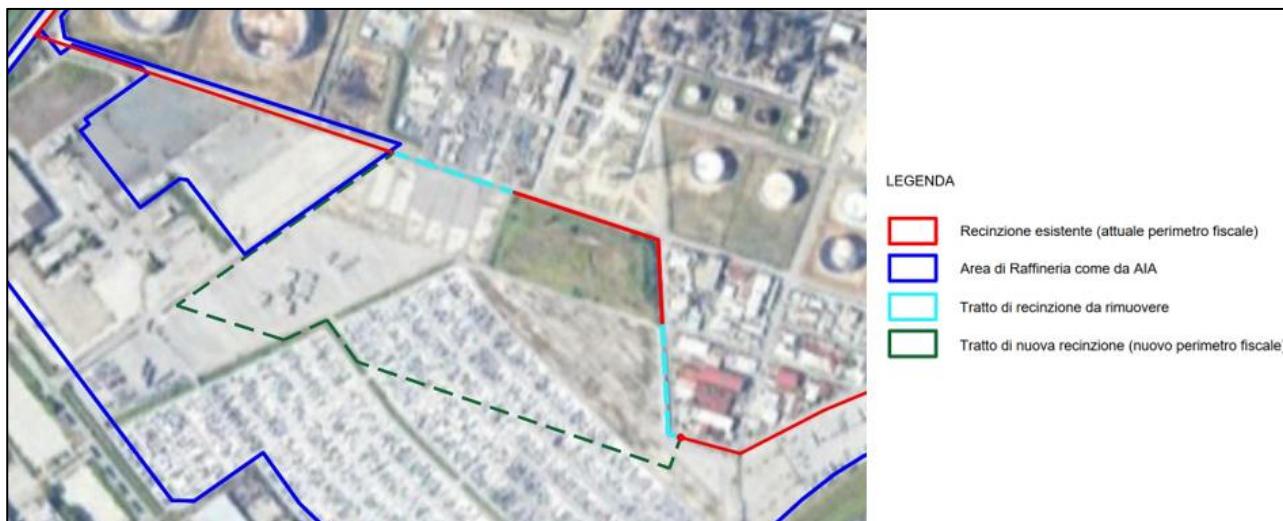 LEGENDA
Recinzione esistente (attuale perimetro fiscale)
Area di Raffineria come da AIA
Tratto di recinzione da rimuovere
Tratto di nuova recinzione (nuovo perimetro fiscale)